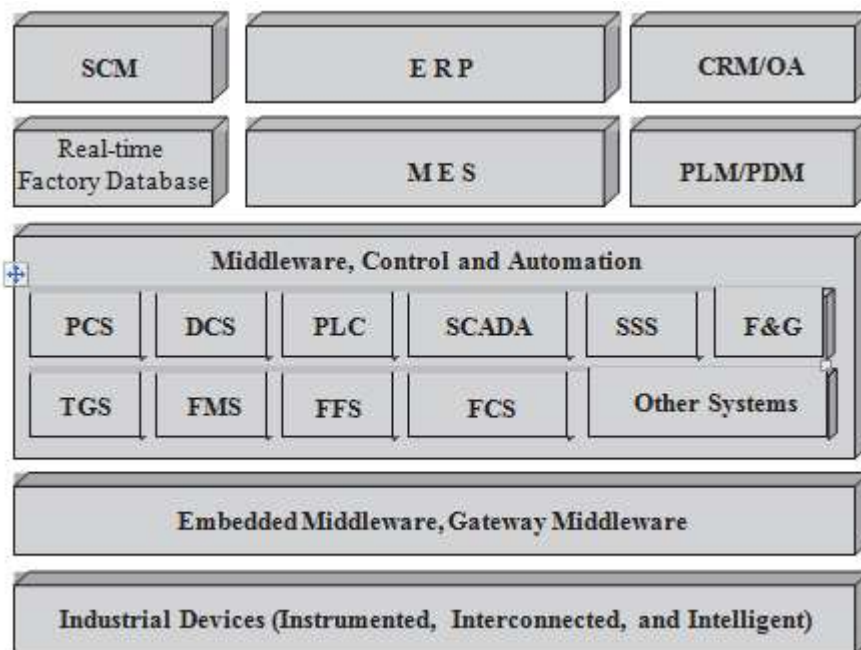 SCM
E R P
CRM/OA
Real-time
Factory Database
M E S
PLM/PDM
Middleware, Control and Automation
PCS
DCS
PLC
SCADA
SSS
F&G
TGS
FMS
FFS
FCS
Other Systems
Embedded Middleware, Gateway Middleware
Industrial Devices (Instrumented, Interconnected, and Intelligent)